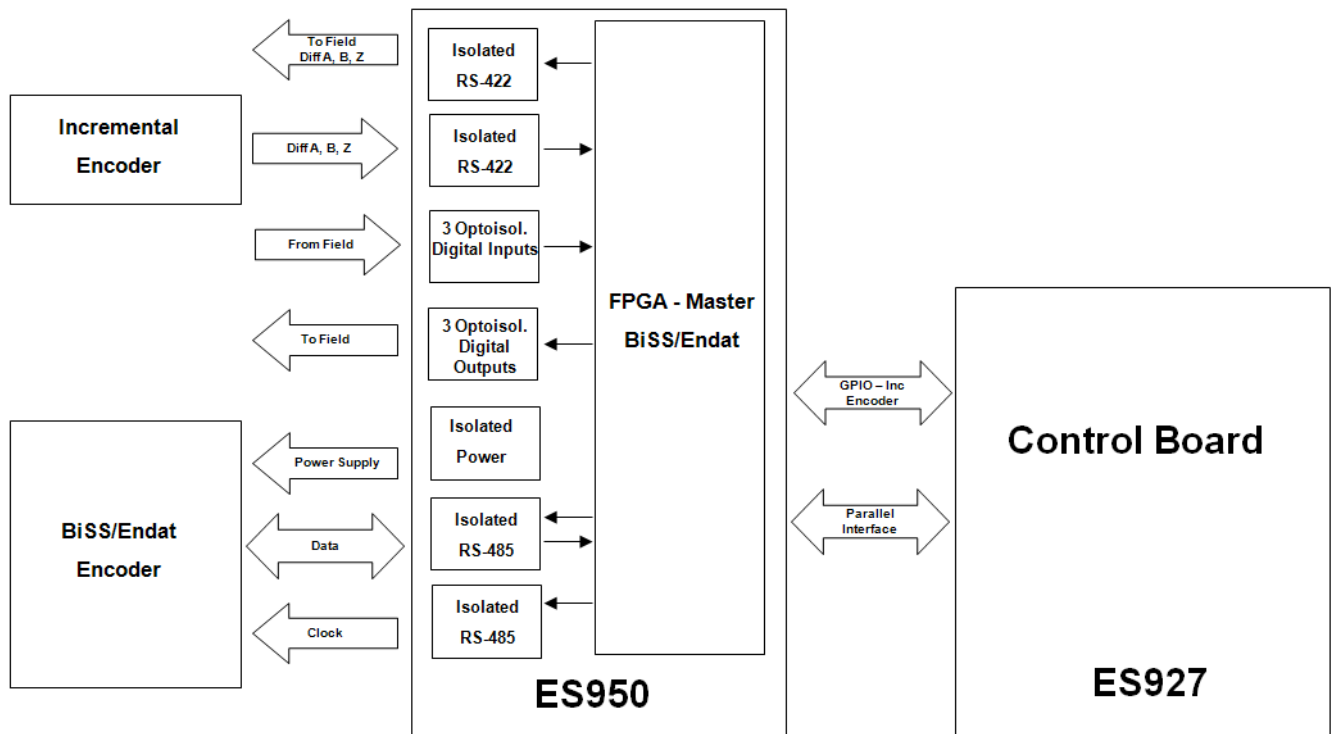 To Field
Diff A, B, Z
Isolated
RS-422
Incremental
Encoder
Diff A, B, Z
Isolated
RS-422
From Field
3 Optoisol.
Digital Inputs
FPGA - Master
BiSS/Endat
To Field
3 Optoisol.
Digital
Outputs
GPIO – Inc
Encoder
Control Board
Isolated
Power
Power Supply
BiSS/Endat
Encoder
Data
Isolated
RS-485
Parallel
Interface
Clock
Isolated
RS-485
ES950
ES927